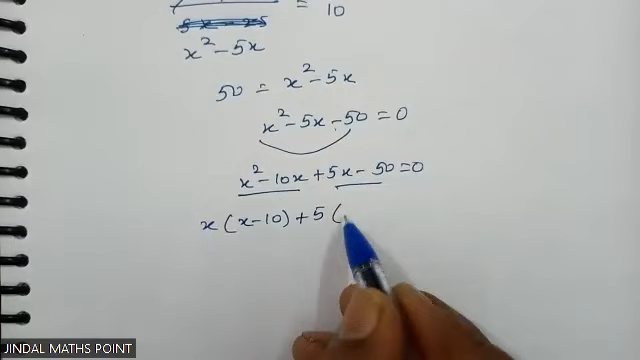 = 10
x² - 5x
50 = x² - 5x
x² - 5x - 50 = 0
x² - 10x + 5x - 50 = 0
x (x - 10) + 5 (
JINDAL MATHS POINT